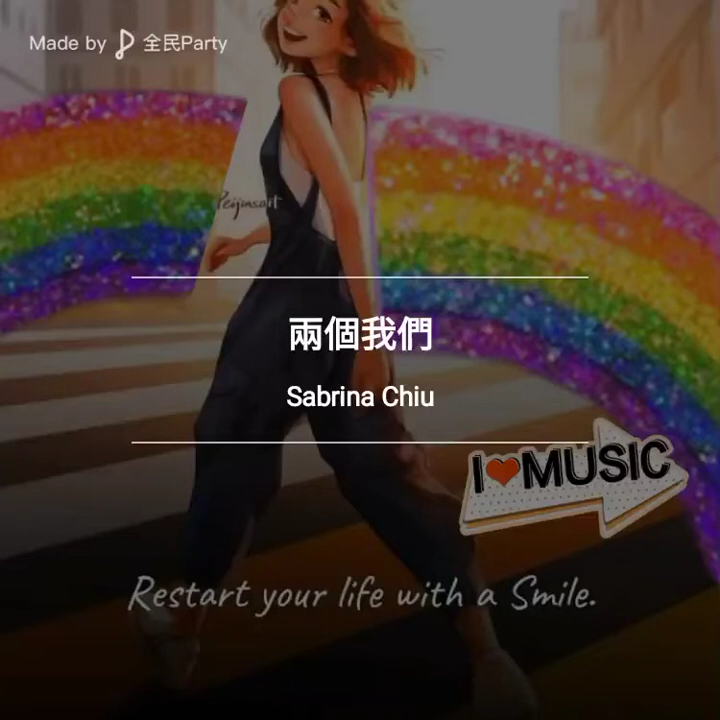 Made by 全民Party
Peijinsart
兩個我們
Sabrina Chiu
I MUSIC
Restart your life with a Smile.